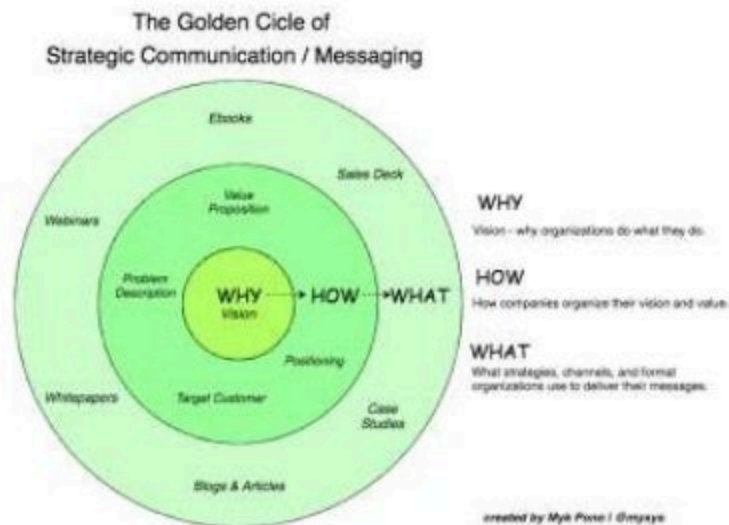 The Golden Cicle of
Strategic Communication / Messaging
Ebooks
Sales Deck
Value
Proposition
Webinars
Problem
Description
WHY
Vision
HOW
WHAT
Positioning
Whitepapers
Target Customer
Case
Studies
Blogs & Articles
WHY
Vision - why organizations do what they do.
HOW
How companies organize their vision and value.
WHAT
What strategies, channels, and format
organizations use to deliver their messages.
created by Myk Pono |